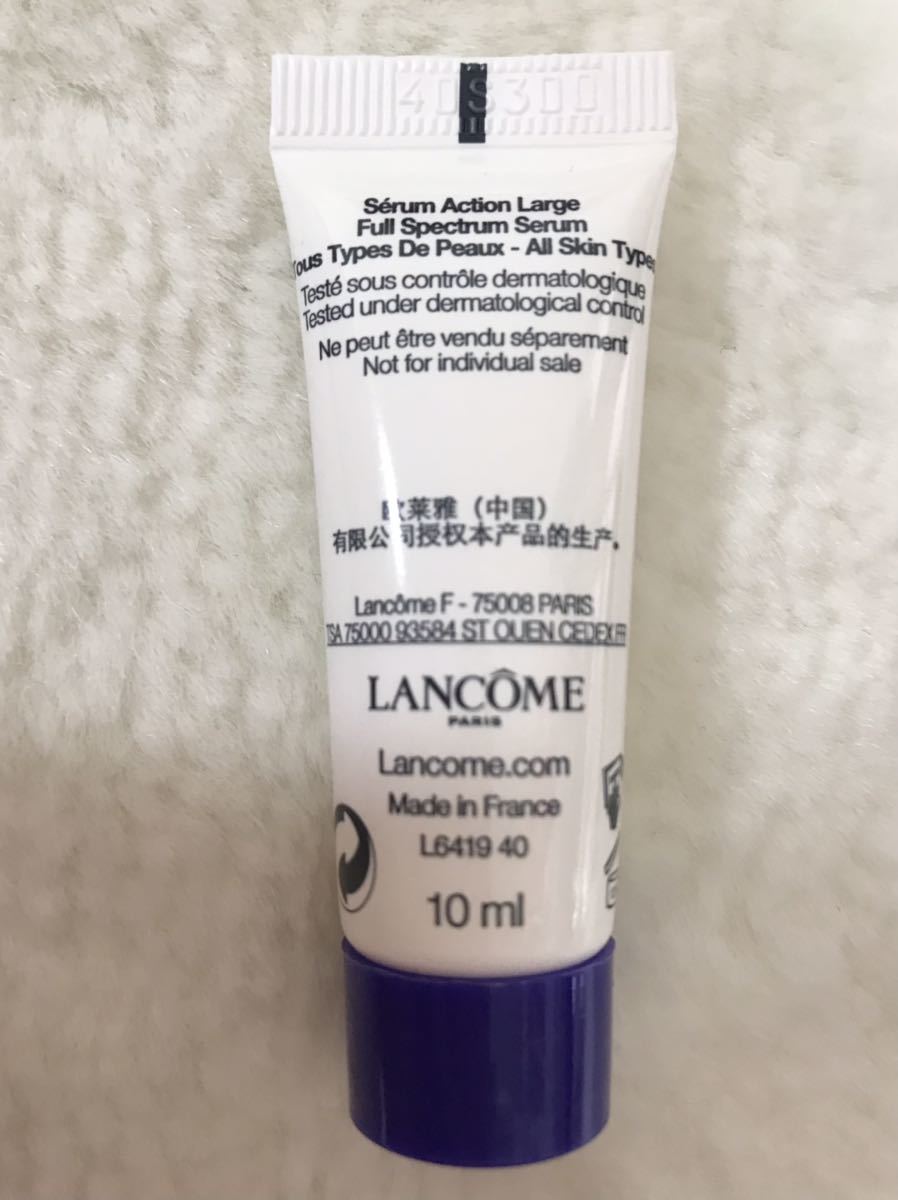 40S300
Sérum Action Large
Full Spectrum Serum
Types De Peaux - All Skin Types
Testé sous contrôle dermatologique
Tested under dermatological control
Ne peut être vendu séparement
Not for individual sale
欧莱雅（中国）
有限公司授权本产品的生产。
Lancôme F - 75008 PARIS
TSA 75000 93584 ST OUEN CEDEX FR
LANCÔME
PARIS
Lancome.com
Made in France
L6419 40
10 ml